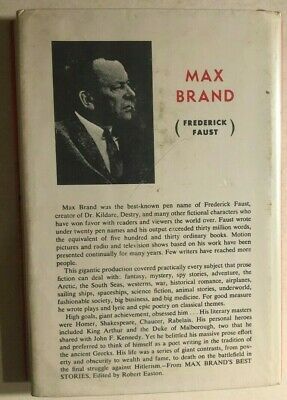 MAX
BRAND
(FREDERICK
FAUST)
Max Brand was the best-known pen name of Frederick Faust,
creator of Dr. Kildare, Destry, and many other fictional characters who
have won favor with readers and viewers the world over. Faust wrote
under twenty pen names and his output exceeded thirty million words,
the equivalent of five hundred and thirty ordinary books. Motion
pictures and radio and television shows based on his work have been
presented continually for many years. Few writers have reached more
people.
This gigantic production covered practically every subject that prose
fiction can deal with: fantasy, mystery, spy stories, adventure, the
Arctic, the South Seas, western, war, historical romance, airplanes,
sailing ships, spaceships, science fiction, animal stories, underworld,
fashionable society, big business, and big medicine. For good measure
he wrote plays and lyric and epic poetry on classical themes.
High goals, giant achievement, obsessed him . . . His literary masters
were Homer, Shakespeare, Chaucer, Rabelais. His personal heroes
included King Arthur and the Duke of Malborough, two that he
shared with John F. Kennedy. Yet he belittled his massive prose effort
and preferred to think of himself as a poet writing in the tradition of
the ancient Greeks. His life was a series of giant contrasts, from pov-
erty and obscurity to wealth and fame, to death on the battlefield in
the final struggle against Hitlerism.—From MAX BRAND'S BEST
STORIES, Edited by Robert Easton.